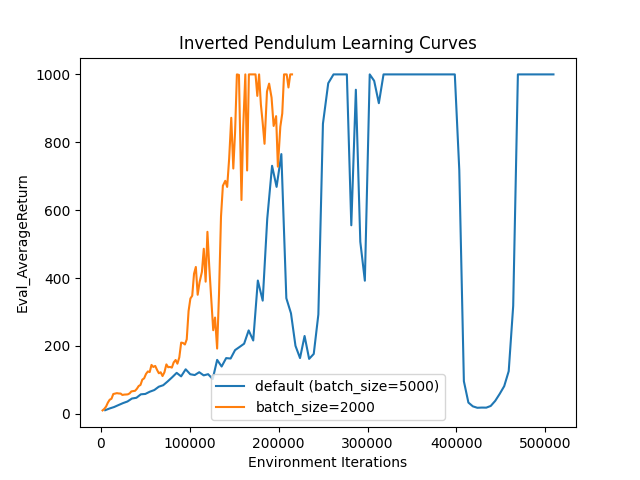 Inverted Pendulum Learning Curves
Eval_AverageReturn
1000
800
600
400
200
0
default (batch_size=5000)
batch_size=2000
0 100000 200000 300000 400000 500000
Environment Iterations